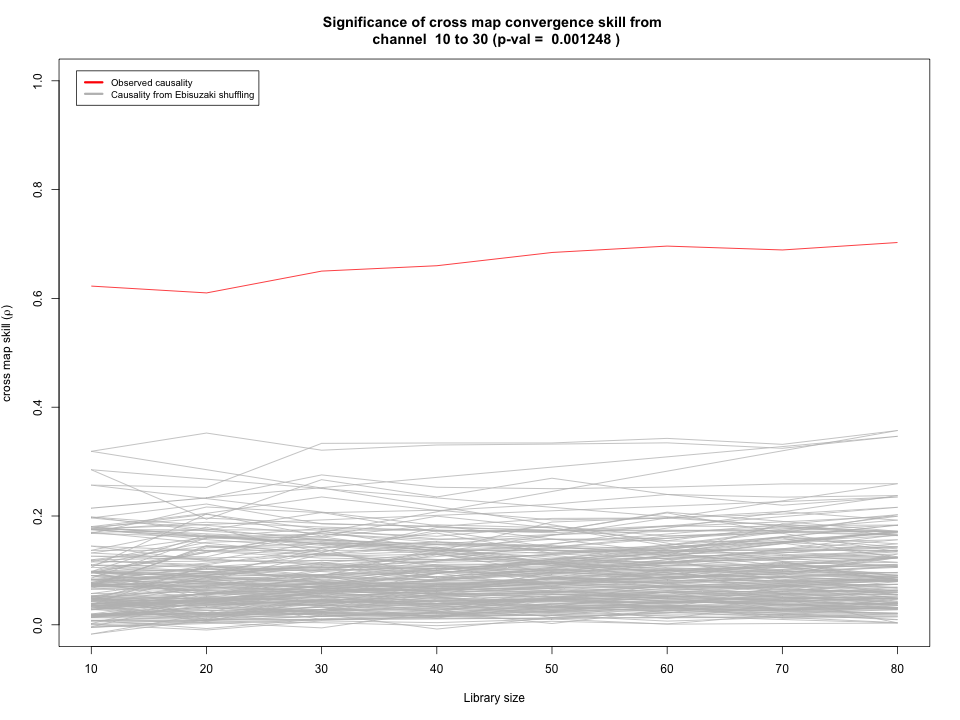 Significance of cross map convergence skill from
channel  10 to 30 (p-val =  0.001248 )
Observed causality
Causality from Ebisuzaki shuffling
1.0
0.8
0.6
0.4
0.2
0.0
cross map skill (ρ)
10 20 30 40 50 60 70 80
Library size